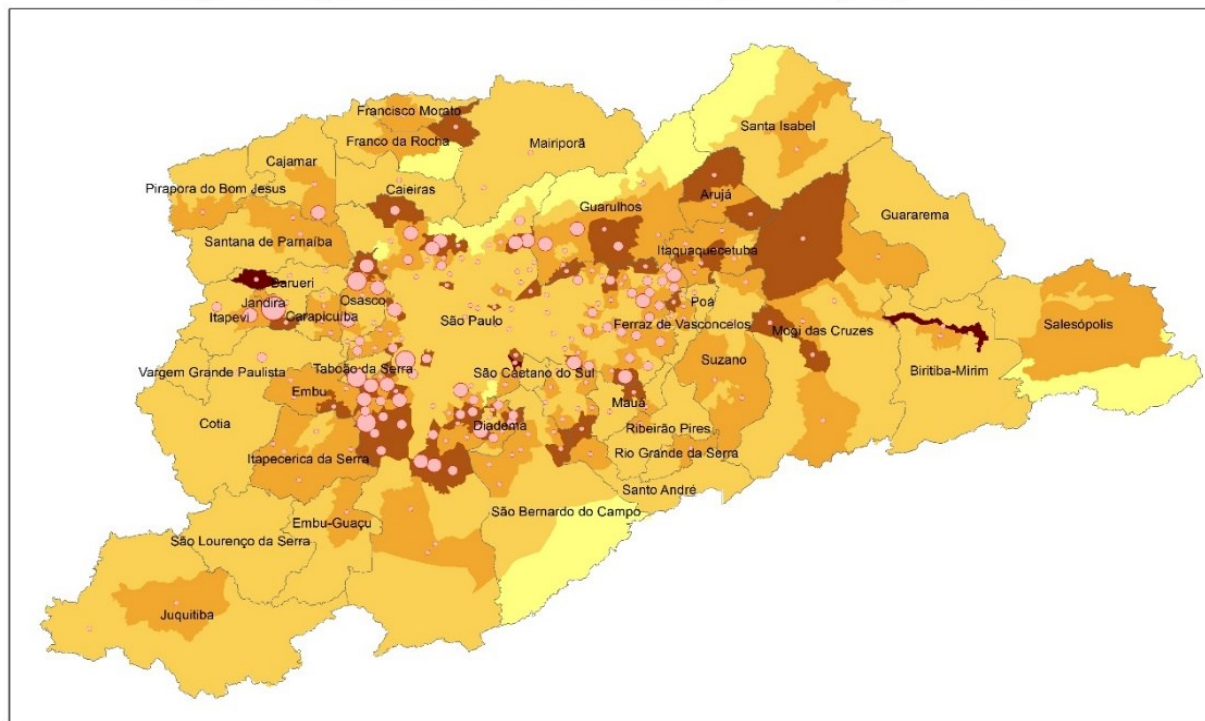 Francisco Morato
Franco da Rocha
Mairiporã
Santa Isabel
Cajamar
Pirapora do Bom Jesus
Caieiras
Arujá
Guarulhos
Guararema
Santana de Parnaíba
Itaquaquecetuba
Barueri
Jandira
Osasco
Poá
Itapevi
Carapicuíba
São Paulo
Ferraz de Vasconcelos
Mogi das Cruzes
Salesópolis
Vargem Grande Paulista
Taboão da Serra
São Caetano do Sul
Suzano
Biritiba-Mirim
Embu
Mauá
Cotia
Diadema
Ribeirão Pires
Itapecerica da Serra
Rio Grande da Serra
Santo André
São Bernardo do Campo
Embu-Guaçu
São Lourenço da Serra
Juquitiba